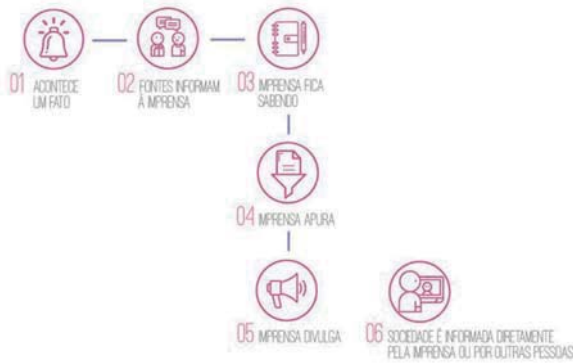 01 ACONTECE
UM FATO
02 FONTES INFORMAM
À IMPRENSA
03 IMPRENSA FICA
SABENDO
04 IMPRENSA APURA
05 IMPRENSA DIVULGA
06 SOCIEDADE É INFORMADA DIRETAMENTE
PELA IMPRENSA OU POR OUTRAS PESSOAS